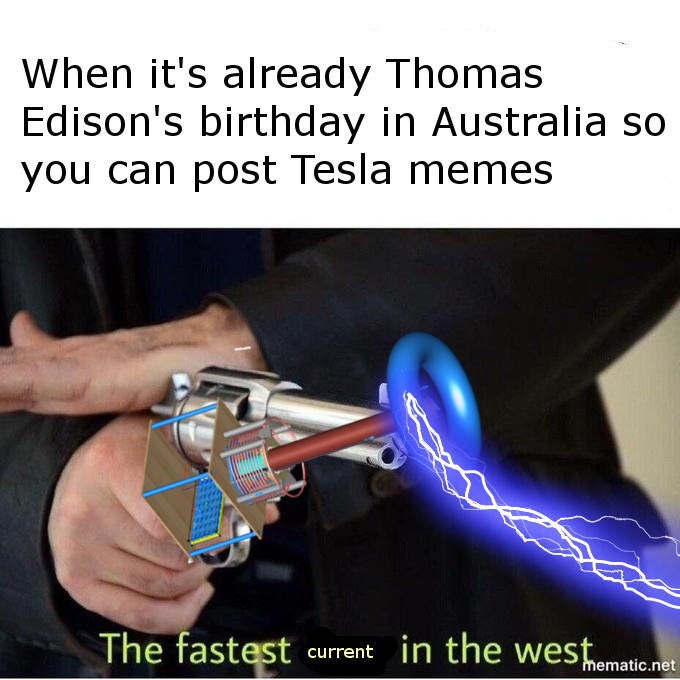 When it's already Thomas
Edison's birthday in Australia so
you can post Tesla memes
The fastest current in the west
mematic.net